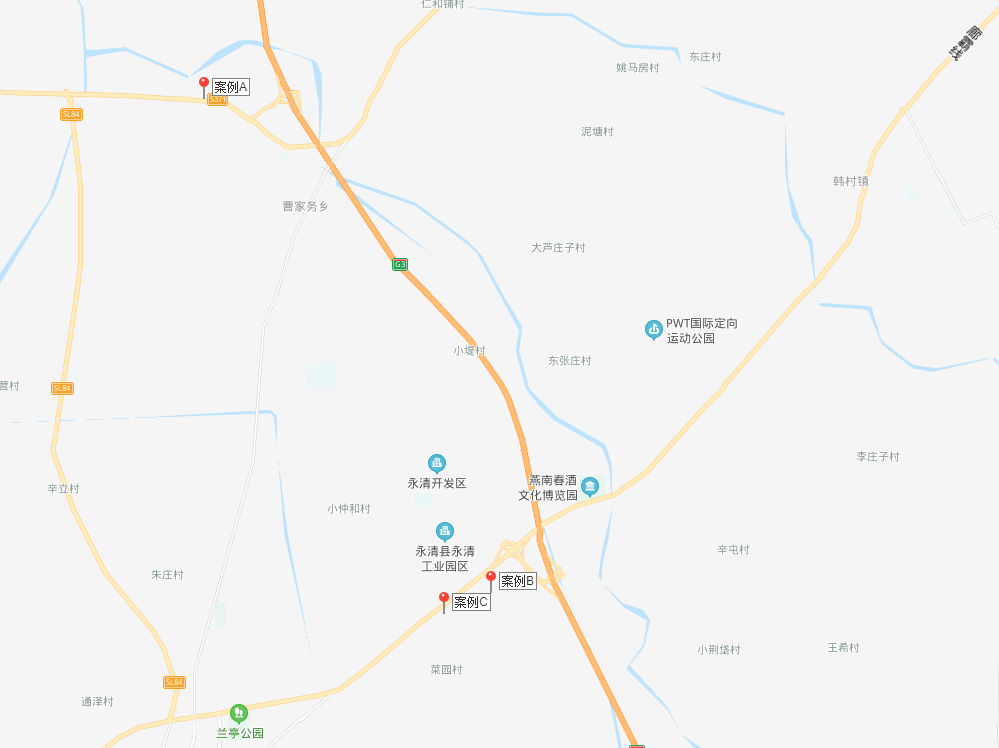 仁和铺村
廊霸线
东庄村
姚马房村
案例A
S371
SL84
泥塘村
韩村镇
曹家务乡
大芦庄子村
G3
PWT国际定向
运动公园
小堤村
东张庄村
营村
SL84
李庄子村
永清开发区
燕南春酒
文化博览园
辛立村
小仲和村
永清县永清
工业园区
辛屯村
朱庄村
案例B
案例C
小荆垡村
王希村
菜园村
SL84
通泽村
兰亭公园